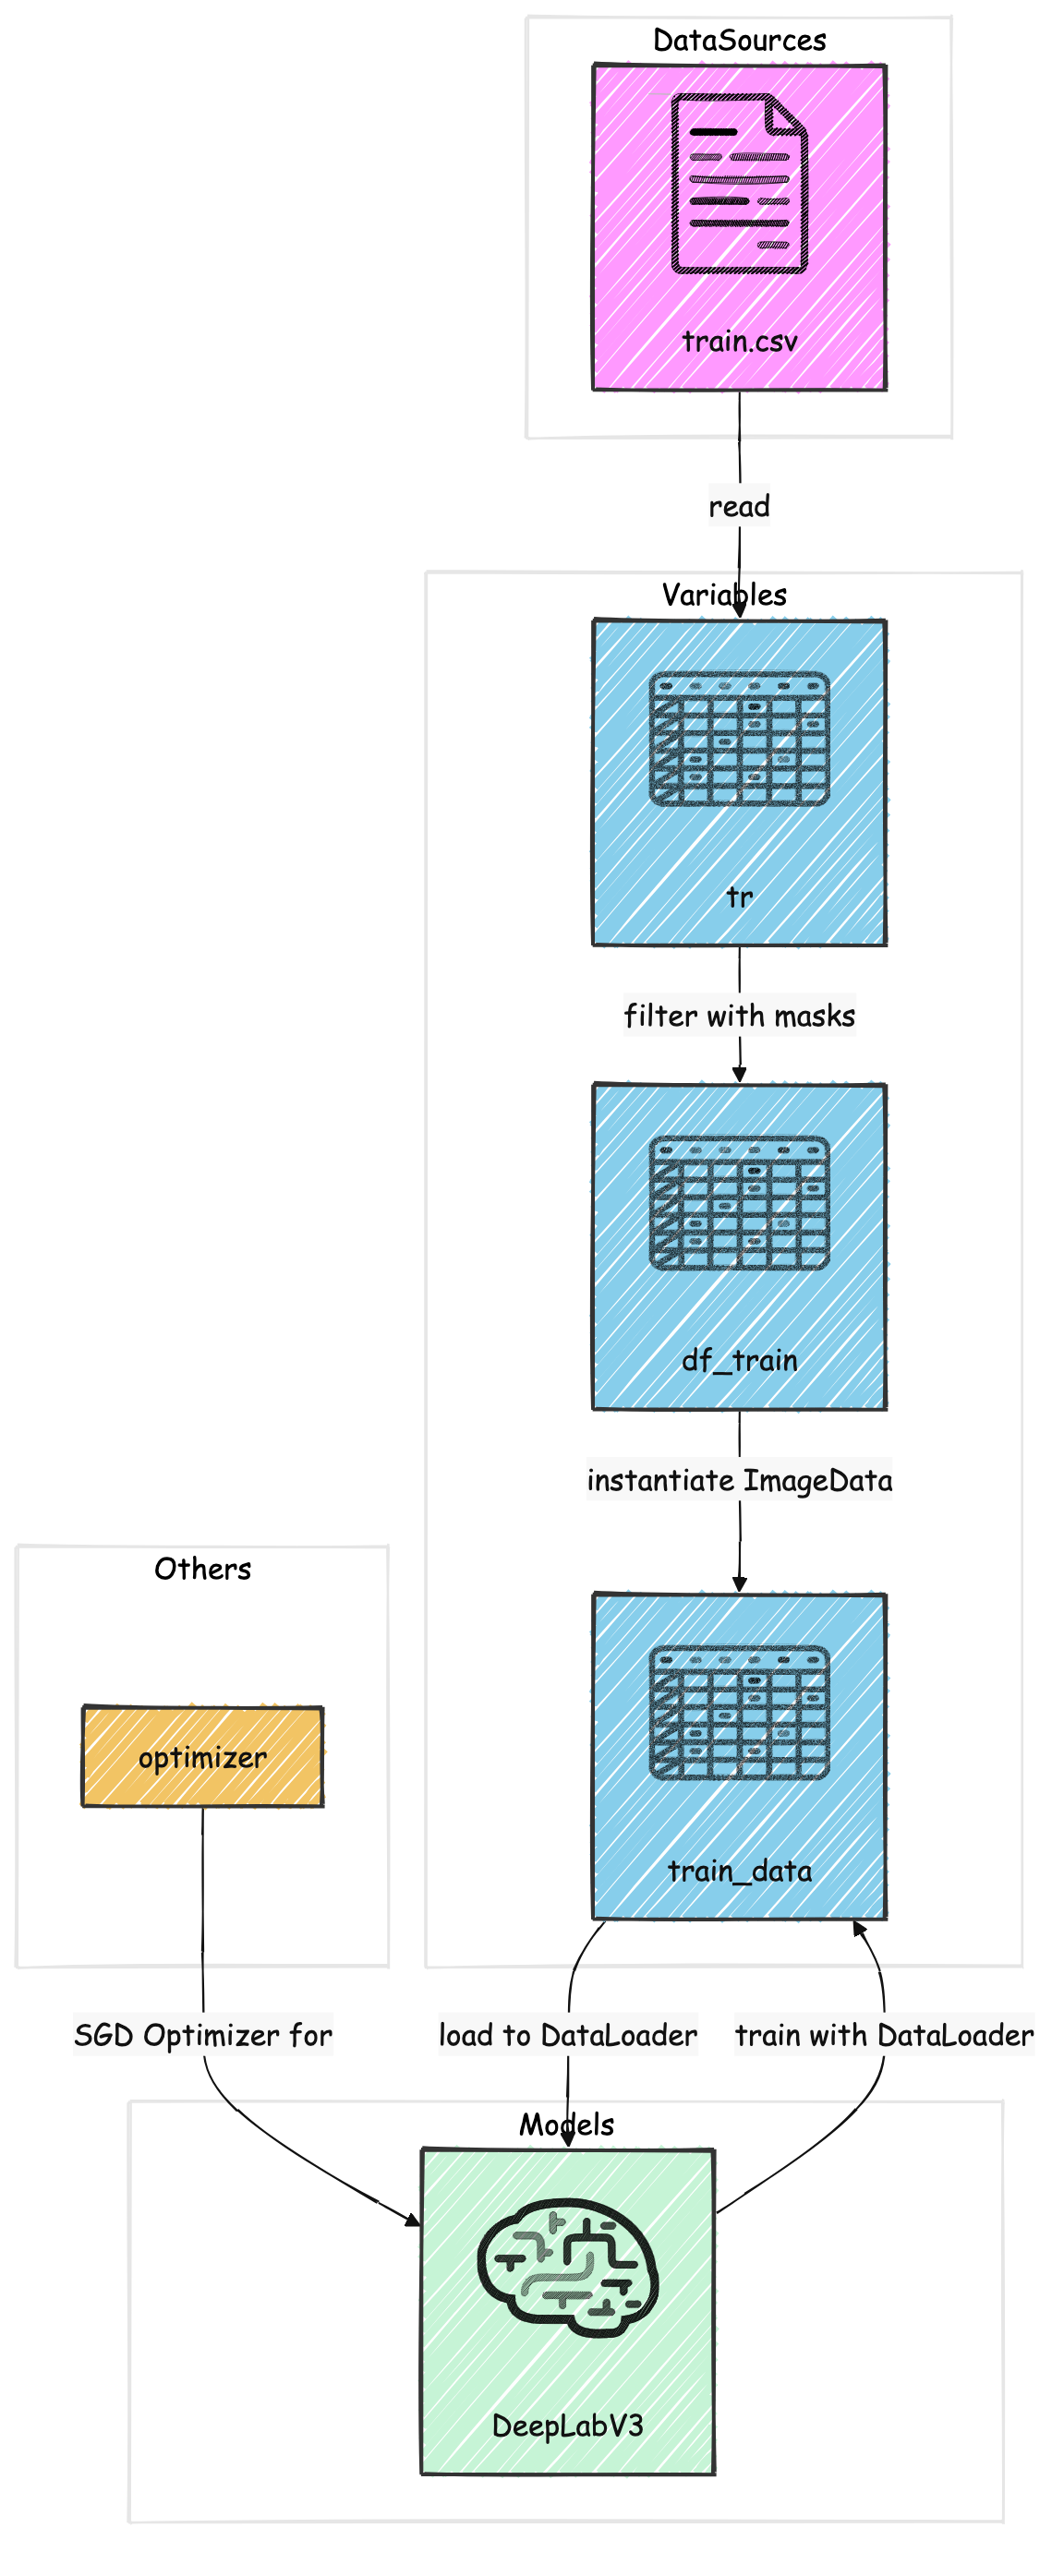 DataSources
train.csv
read
Variables
tr
filter with masks
df_train
instantiate ImageData
Others
optimizer
train_data
SGD Optimizer for
load to DataLoader
train with DataLoader
Models
DeepLabV3